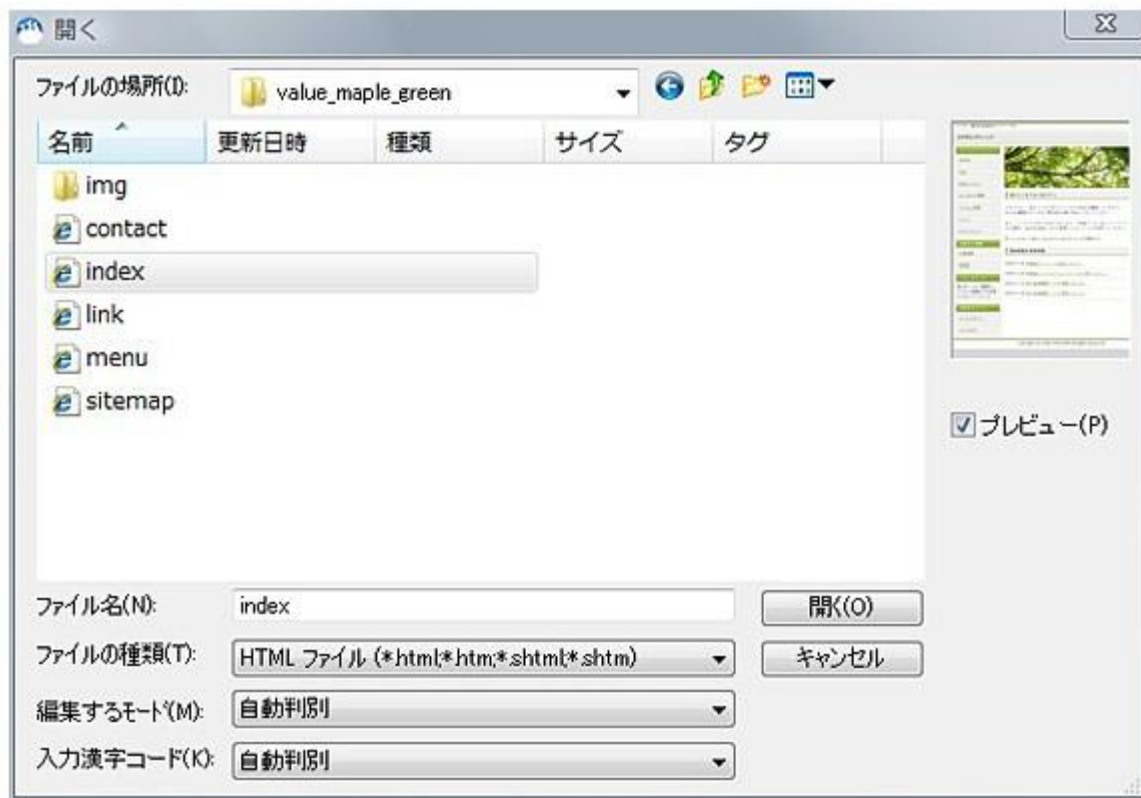 開く
ファイルの場所(I):
value_maple_green
名前 更新日時 種類 サイズ タグ
img
contact
index
link
menu
sitemap
プレビュー(P)
ファイル名(N): index 開く(O)
ファイルの種類(T): HTML ファイル (*.html;*.htm;*.shtml;*.shtm) キャンセル
編集するモード(M): 自動判別
入力漢字コード(K): 自動判別